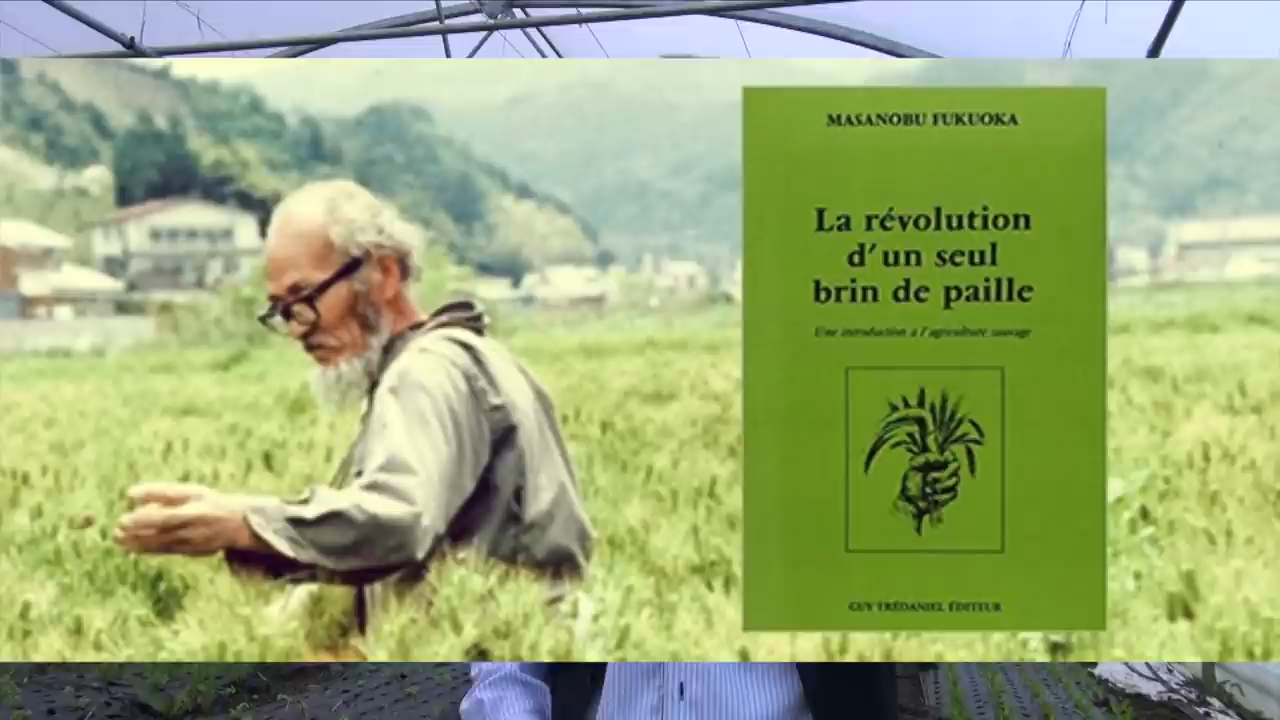 MASANOBU FUKUOKA
La révolution
d'un seul
brin de paille
Une introduction à l'agriculture sauvage
GUY TRÉDANIEL ÉDITEUR